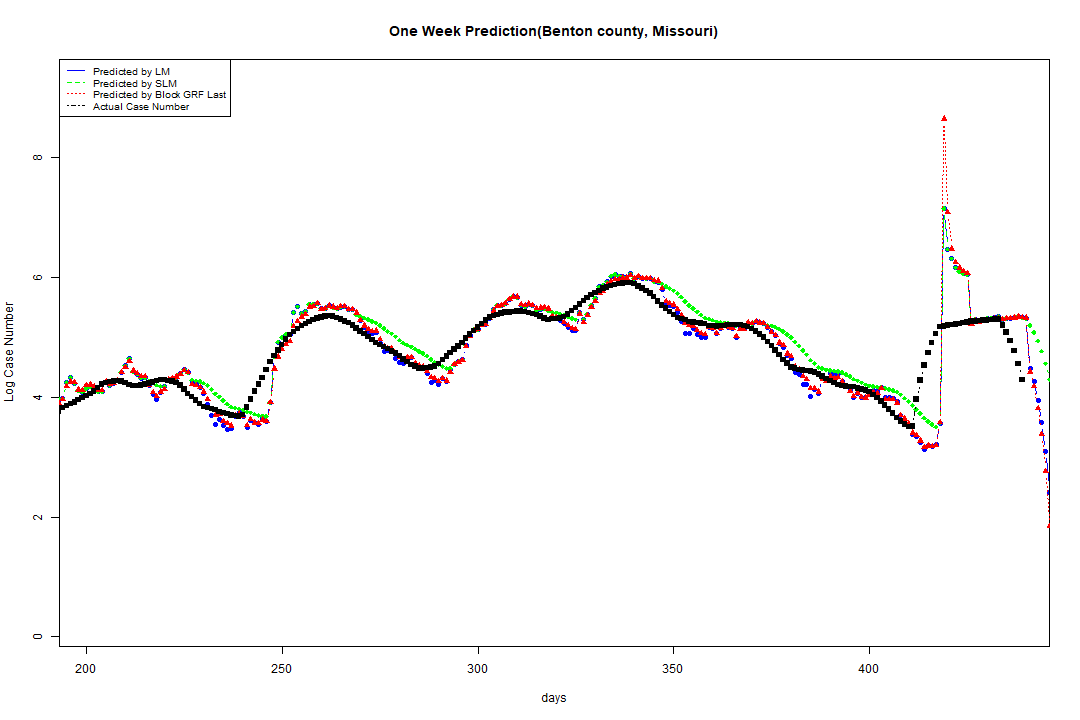 One Week Prediction(Benton county, Missouri)
Predicted by LM
Predicted by SLM
Predicted by Block GRF Last
Actual Case Number
Log Case Number
8
6
4
2
0
200 250 300 350 400
days